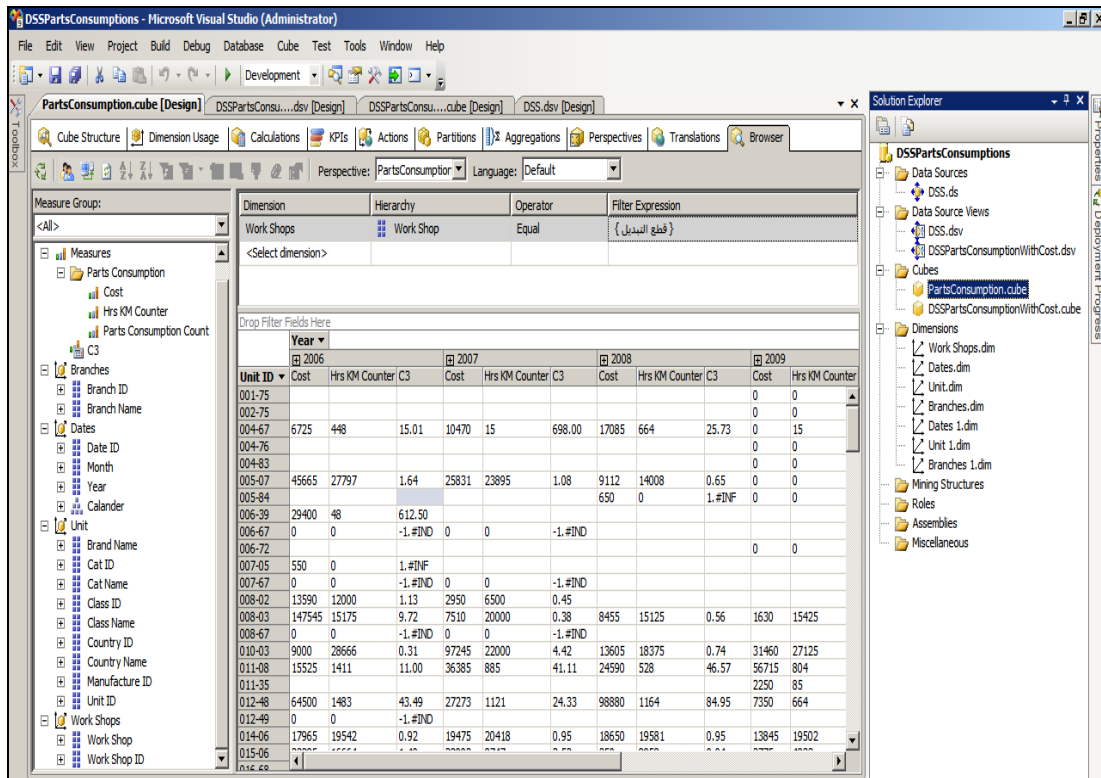 DSSPartsConsumptions - Microsoft Visual Studio (Administrator)
File Edit View Project Build Debug Database Cube Test Tools Window Help
Development
Toolbox
PartsConsumption.cube [Design] DSSPartsConsu....dsv [Design] DSSPartsConsu....cube [Design] DSS.dsv [Design]
Cube Structure Dimension Usage Calculations KPIs Actions Partitions Aggregations Perspectives Translations Browser
Perspective: PartsConsumption Language: Default
Measure Group:
<All>
Measures
Parts Consumption
Cost
Hrs KM Counter
Parts Consumption Count
C3
Branches
Branch ID
Branch Name
Dates
Date ID
Month
Year
Calander
Unit
Brand Name
Cat ID
Cat Name
Class ID
Class Name
Country ID
Country Name
Manufacture ID
Unit ID
Work Shops
Work Shop
Work Shop ID
Dimension Hierarchy Operator Filter Expression
Work Shops Work Shop Equal { قطع التبديل }
<Select dimension>
Drop Filter Fields Here
Year
2006 2007 2008 2009
Unit ID Cost Hrs KM Counter C3 Cost Hrs KM Counter C3 Cost Hrs KM Counter C3 Cost Hrs KM Counter
001-75 0 0
002-75 0 0
004-67 6725 448 15.01 10470 15 698.00 17085 664 25.73 0 15
004-76 0 0
004-83 0 0
005-07 45665 27797 1.64 25831 23895 1.08 9112 14008 0.65 0 0
005-84 650 0 1.#INF 0 0
006-39 29400 48 612.50
006-67 0 0 -1.#IND 0 0 -1.#IND
006-72 0 0
007-05 550 0 1.#INF
007-67 0 0 -1.#IND 0 0 -1.#IND
008-02 13590 12000 1.13 2950 6500 0.45
008-03 147545 15175 9.72 7510 20000 0.38 8455 15125 0.56 1630 15425
008-67 0 0 -1.#IND 0 0 -1.#IND
010-03 9000 28666 0.31 97245 22000 4.42 13605 18375 0.74 31460 27125
011-08 15525 1411 11.00 36385 885 41.11 24590 528 46.57 56715 804
011-35 2250 85
012-48 64500 1483 43.49 27273 1121 24.33 98880 1164 84.95 7350 664
012-49 0 0 -1.#IND
014-06 17965 19542 0.92 19475 20418 0.95 18650 19581 0.95 13845 19502
015-06
Solution Explorer
DSSPartsConsumptions
Data Sources
DSS.ds
Data Source Views
DSS.dsv
DSSPartsConsumptionWithCost.dsv
Cubes
PartsConsumption.cube
DSSPartsConsumptionWithCost.cube
Dimensions
Work Shops.dim
Dates.dim
Unit.dim
Branches.dim
Dates 1.dim
Unit 1.dim
Branches 1.dim
Mining Structures
Roles
Assemblies
Miscellaneous
Properties
Deployment Progress